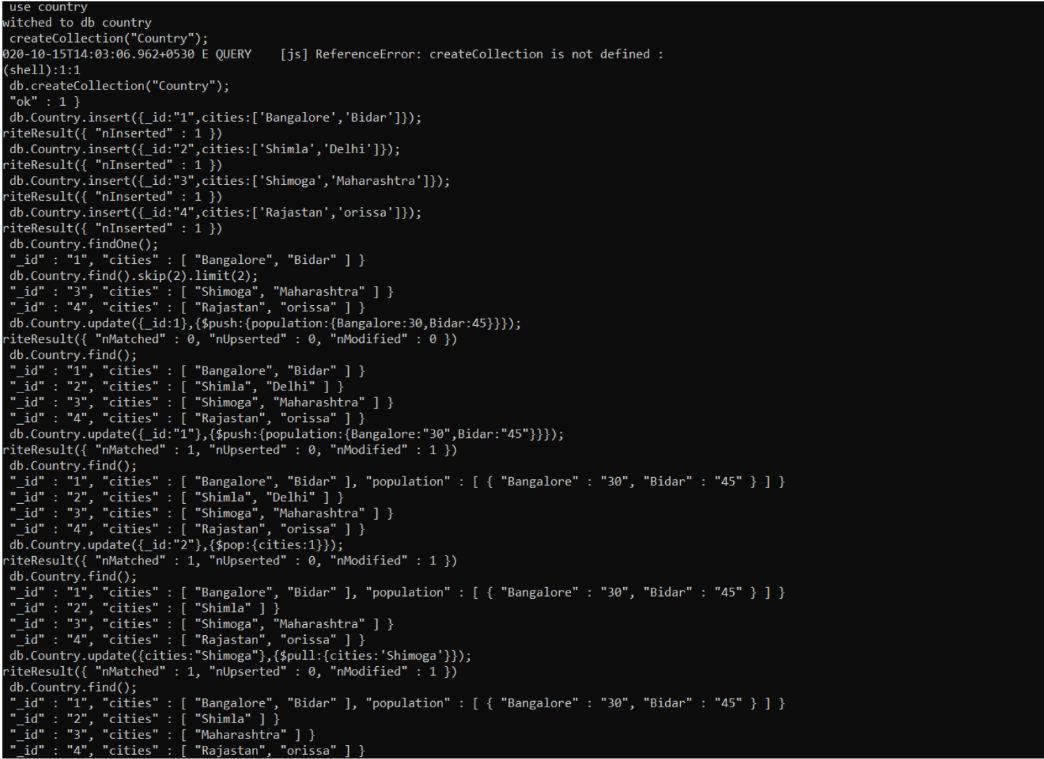 use country
witched to db country
createCollection("Country");
020-10-15T14:03:06.962+0530 E QUERY    [js] ReferenceError: createCollection is not defined :
(shell):1:1
db.createCollection("Country");
"ok" : 1 }
db.Country.insert({_id:"1",cities:['Bangalore','Bidar']});
riteResult({ "nInserted" : 1 })
db.Country.insert({_id:"2",cities:['Shimla','Delhi']});
riteResult({ "nInserted" : 1 })
db.Country.insert({_id:"3",cities:['Shimoga','Maharashtra']});
riteResult({ "nInserted" : 1 })
db.Country.insert({_id:"4",cities:['Rajastan','orissa']});
riteResult({ "nInserted" : 1 })
db.Country.findOne();
"_id" : "1", "cities" : [ "Bangalore", "Bidar" ] }
db.Country.find().skip(2).limit(2);
"_id" : "3", "cities" : [ "Shimoga", "Maharashtra" ] }
"_id" : "4", "cities" : [ "Rajastan", "orissa" ] }
db.Country.update({_id:1},{$push:{population:{Bangalore:30,Bidar:45}}});
riteResult({ "nMatched" : 0, "nUpserted" : 0, "nModified" : 0 })
db.Country.find();
"_id" : "1", "cities" : [ "Bangalore", "Bidar" ] }
"_id" : "2", "cities" : [ "Shimla", "Delhi" ] }
"_id" : "3", "cities" : [ "Shimoga", "Maharashtra" ] }
"_id" : "4", "cities" : [ "Rajastan", "orissa" ] }
db.Country.update({_id:"1"},{$push:{population:{Bangalore:"30",Bidar:"45"}}});
riteResult({ "nMatched" : 1, "nUpserted" : 0, "nModified" : 1 })
db.Country.find();
"_id" : "1", "cities" : [ "Bangalore", "Bidar" ], "population" : [ { "Bangalore" : "30", "Bidar" : "45" } ] }
"_id" : "2", "cities" : [ "Shimla", "Delhi" ] }
"_id" : "3", "cities" : [ "Shimoga", "Maharashtra" ] }
"_id" : "4", "cities" : [ "Rajastan", "orissa" ] }
db.Country.update({_id:"2"},{$pop:{cities:1}});
riteResult({ "nMatched" : 1, "nUpserted" : 0, "nModified" : 1 })
db.Country.find();
"_id" : "1", "cities" : [ "Bangalore", "Bidar" ], "population" : [ { "Bangalore" : "30", "Bidar" : "45" } ] }
"_id" : "2", "cities" : [ "Shimla" ] }
"_id" : "3", "cities" : [ "Shimoga", "Maharashtra" ] }
"_id" : "4", "cities" : [ "Rajastan", "orissa" ] }
db.Country.update({cities:"Shimoga"},{$pull:{cities:'Shimoga'}});
riteResult({ "nMatched" : 1, "nUpserted" : 0, "nModified" : 1 })
db.Country.find();
"_id" : "1", "cities" : [ "Bangalore", "Bidar" ], "population" : [ { "Bangalore" : "30", "Bidar" : "45" } ] }
"_id" : "2", "cities" : [ "Shimla" ] }
"_id" : "3", "cities" : [ "Maharashtra" ] }
"_id" : "4", "cities" : [ "Rajastan", "orissa" ] }